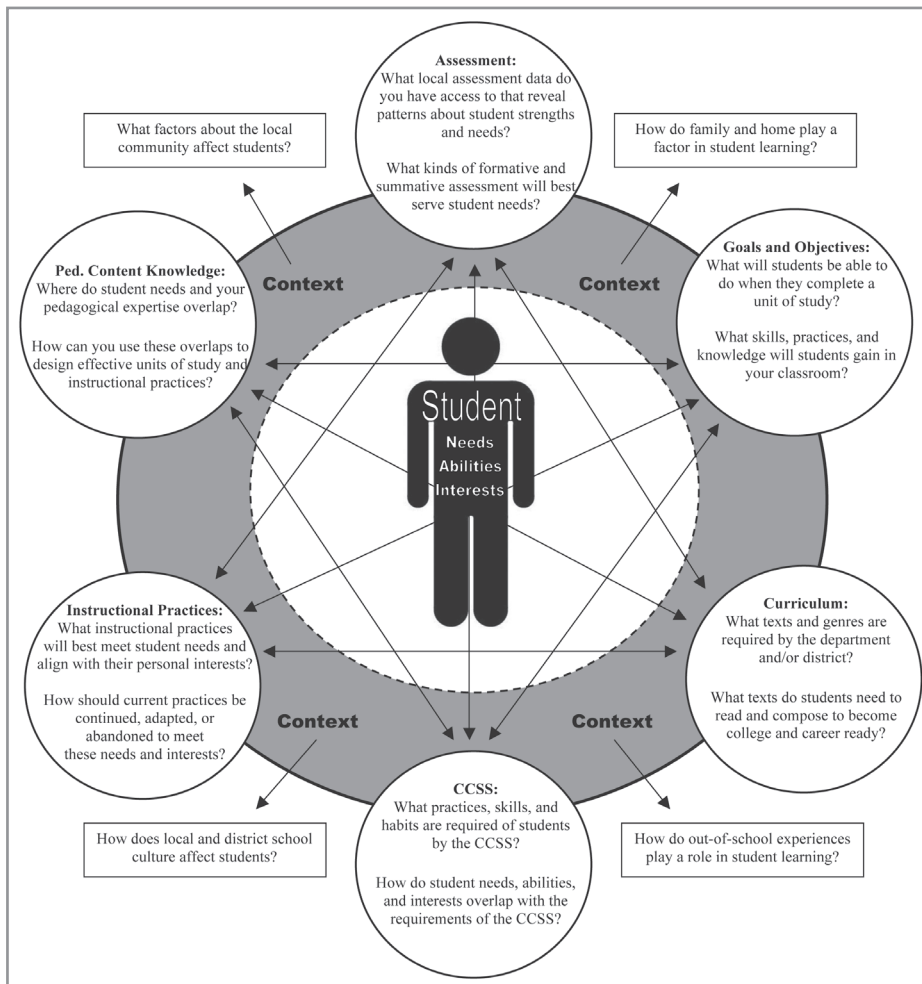 Assessment:
What local assessment data do
you have access to that reveal
patterns about student strengths
and needs?
What kinds of formative and
summative assessment will best
serve student needs?
What factors about the local
community affect students?
How do family and home play a
factor in student learning?
Context
Context
Ped. Content Knowledge:
Where do student needs and your
pedagogical expertise overlap?
How can you use these overlaps to
design effective units of study and
instructional practices?
Goals and Objectives:
What will students be able to
do when they complete a
unit of study?
What skills, practices, and
knowledge will students gain in
your classroom?
Student
Needs
Abilities
Interests
Instructional Practices:
What instructional practices
will best meet student needs and
align with their personal interests?
How should current practices be
continued, adapted, or
abandoned to meet
these needs and interests?
Curriculum:
What texts and genres are
required by the department
and/or district?
What texts do students need to
read and compose to become
college and career ready?
Context
Context
CCSS:
What practices, skills, and
habits are required of students
by the CCSS?
How do student needs, abilities,
and interests overlap with the
requirements of the CCSS?
How does local and district school
culture affect students?
How do out-of-school experiences
play a role in student learning?